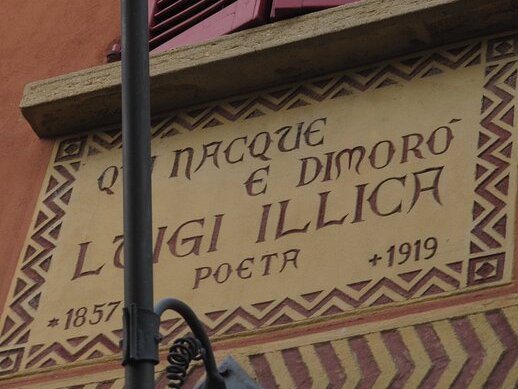 QUI NACQUE
E DIMORÓ
LUIGI ILLICA
POETA
*1857 +1919